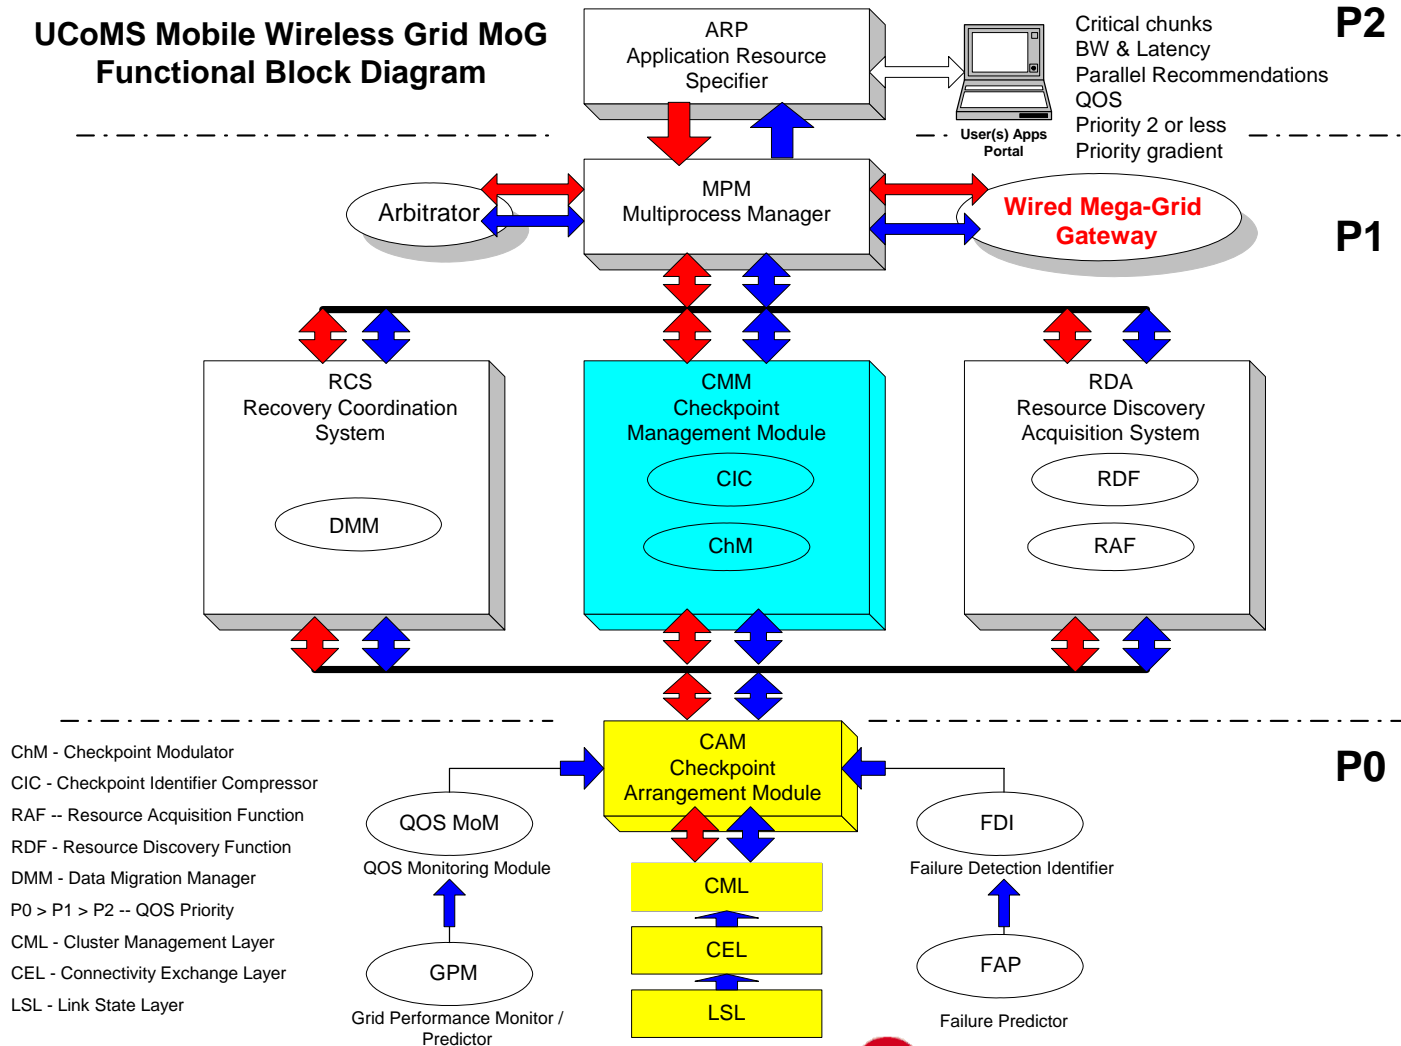 UCoMS Mobile Wireless Grid MoG
Functional Block Diagram
ARP
Application Resource
Specifier
User(s) Apps
Portal
Critical chunks
BW & Latency
Parallel Recommendations
QOS
Priority 2 or less
Priority gradient
P2
Arbitrator
MPM
Multiprocess Manager
Wired Mega-Grid
Gateway
P1
RCS
Recovery Coordination
System
DMM
CMM
Checkpoint
Management Module
CIC
ChM
RDA
Resource Discovery
Acquisition System
RDF
RAF
ChM - Checkpoint Modulator
CIC - Checkpoint Identifier Compressor
RAF -- Resource Acquisition Function
RDF - Resource Discovery Function
DMM - Data Migration Manager
P0 > P1 > P2 -- QOS Priority
CML - Cluster Management Layer
CEL - Connectivity Exchange Layer
LSL - Link State Layer
CAM
Checkpoint
Arrangement Module
P0
QOS MoM
QOS Monitoring Module
GPM
Grid Performance Monitor /
Predictor
CML
CEL
LSL
FDI
Failure Detection Identifier
FAP
Failure Predictor